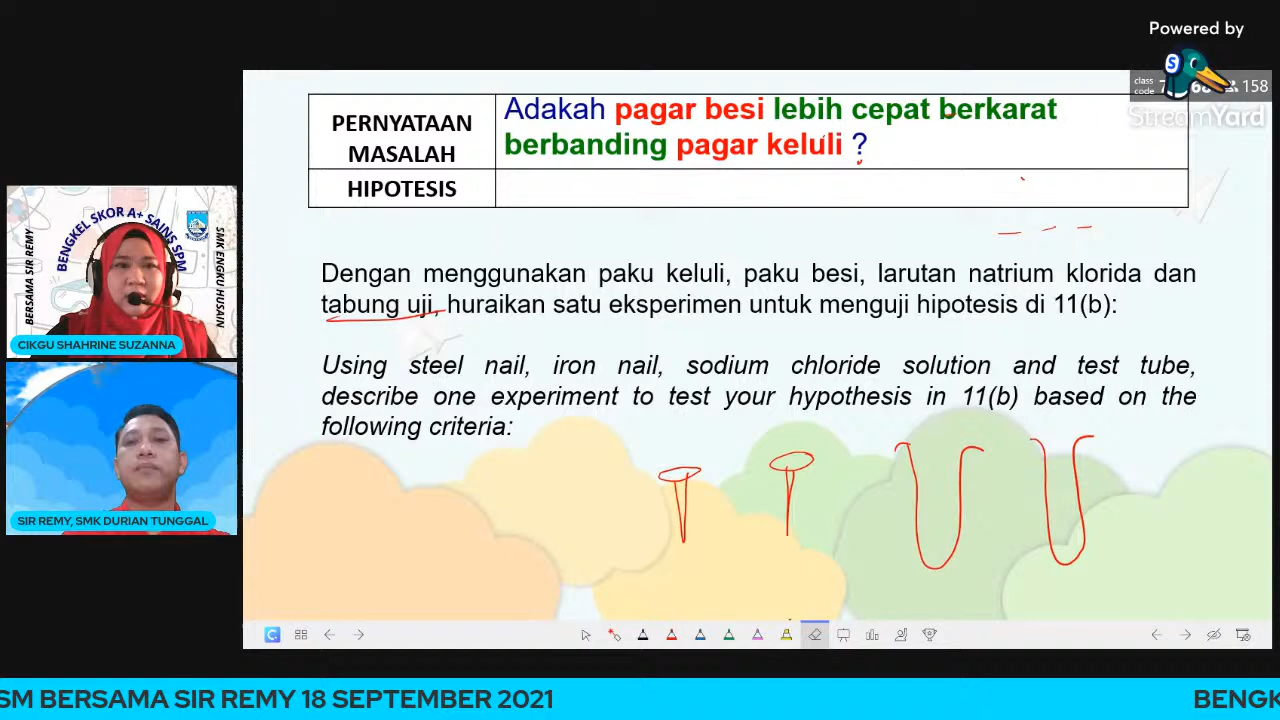 Powered by
class
code
158
StreamYard
PERNYATAAN
MASALAH
Adakah pagar besi lebih cepat berkarat
berbanding pagar keluli ?
HIPOTESIS
BENGKEL SKOR A+ SAINS SPM
BERSAMA SIR REMY
SMK ENGKU HUSAIN
CIKGU SHAHRINE SUZANNA
SIR REMY, SMK DURIAN TUNGGAL
Dengan menggunakan paku keluli, paku besi, larutan natrium klorida dan
tabung uji, huraikan satu eksperimen untuk menguji hipotesis di 11(b):
Using steel nail, iron nail, sodium chloride solution and test tube,
describe one experiment to test your hypothesis in 11(b) based on the
following criteria:
SM BERSAMA SIR REMY 18 SEPTEMBER 2021
BENGK